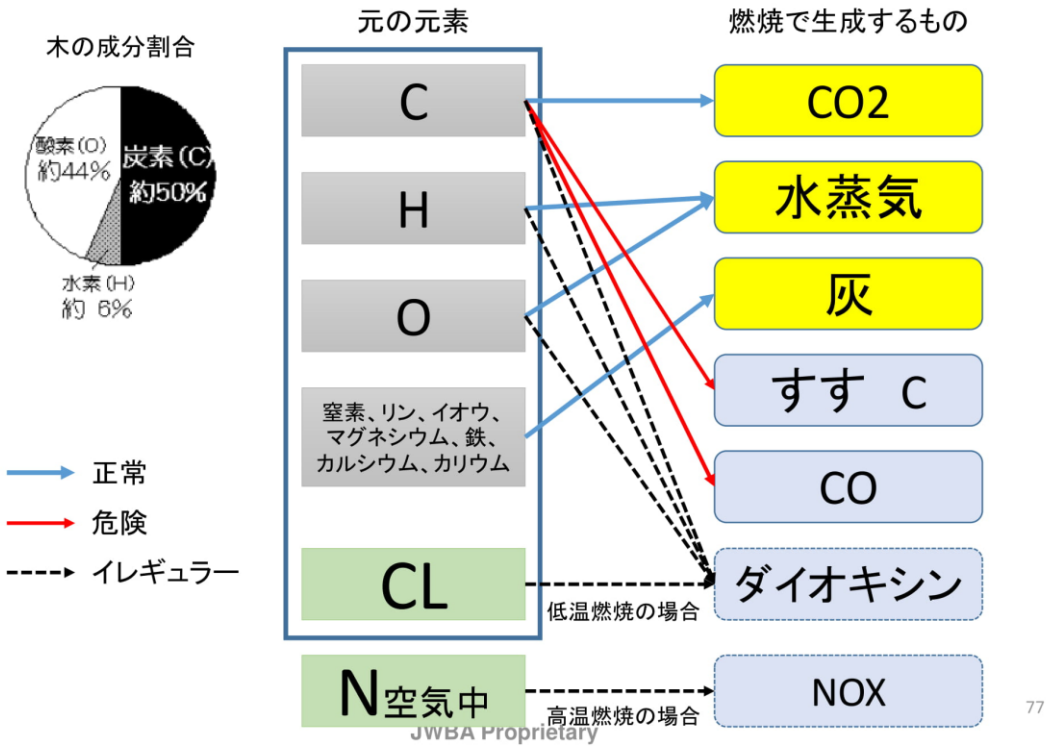 木の成分割合
酸素(O)
約44%
炭素(C)
約50%
水素(H)
約 6%
正常
危険
イレギュラー
元の元素
C
H
O
窒素、リン、イオウ、
マグネシウム、鉄、
カルシウム、カリウム
CL
N空気中
低温燃焼の場合
高温燃焼の場合
燃焼で生成するもの
CO2
水蒸気
灰
すす C
CO
ダイオキシン
NOX
JWBA Proprietary
77